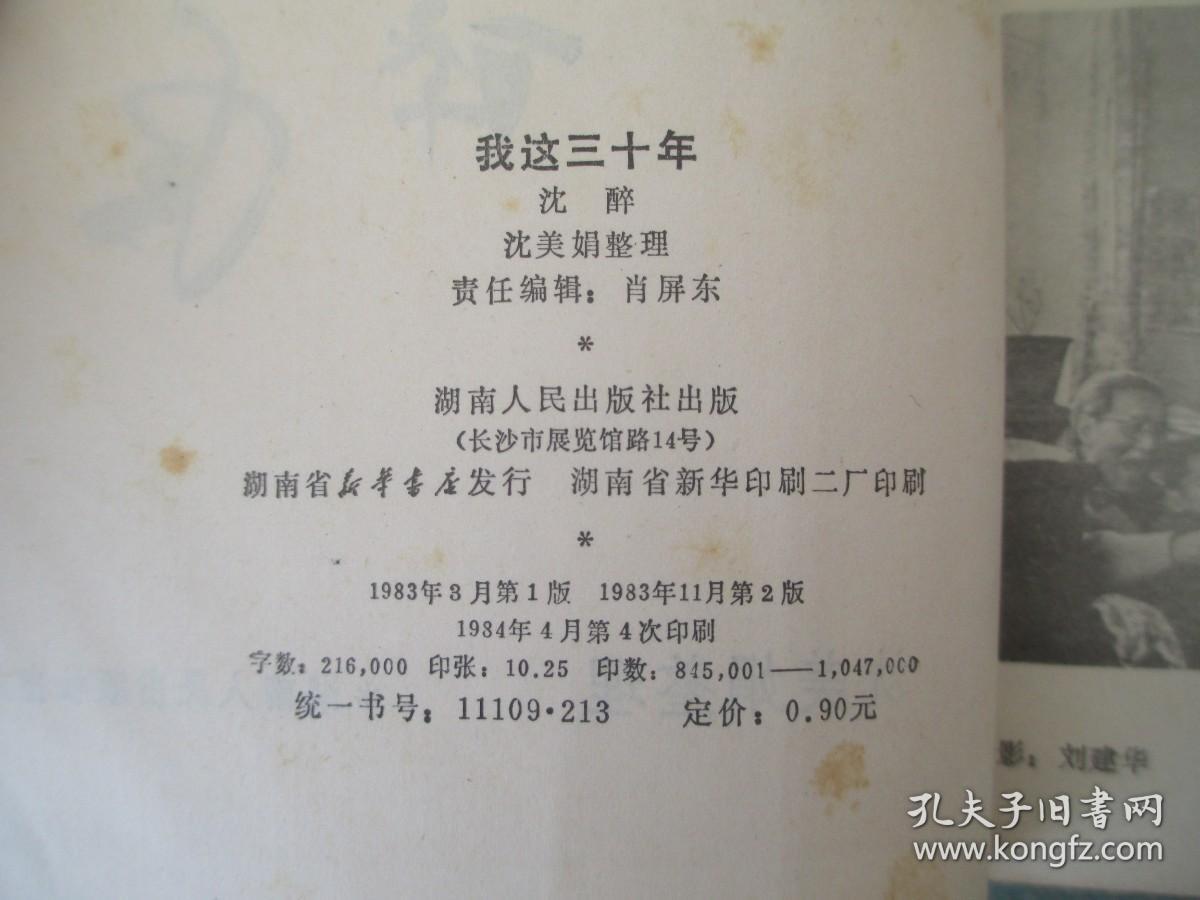 我这三十年
沈 醉
沈美娟整理
责任编辑：肖屏东
*
湖南人民出版社出版
（长沙市展览馆路14号）
湖南省新华书店发行 湖南省新华印刷二厂印刷
*
1983年3月第1版 1983年11月第2版
1984年4月第4次印刷
字数：216,000 印张：10.25 印数：845,001——1,047,000
统一书号：11109·213 定价：0.90元
影：刘建华
孔夫子旧书网
www.kongfz.com